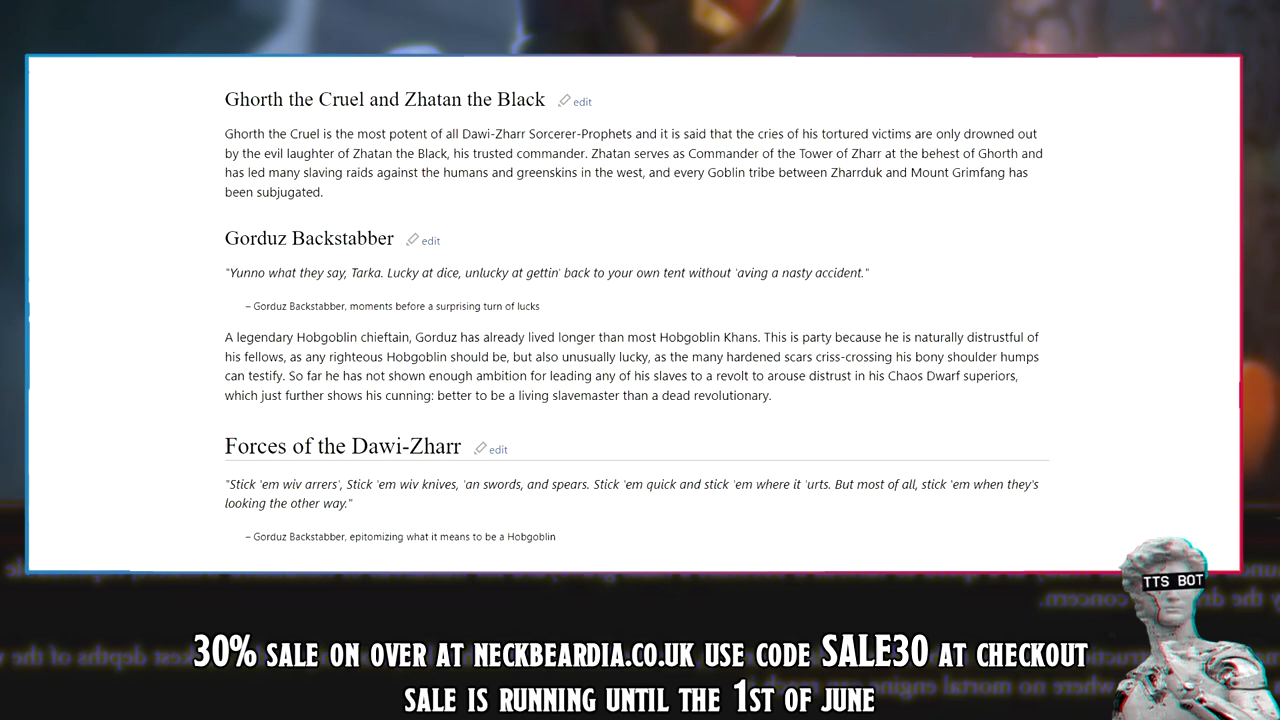 Ghorth the Cruel and Zhatan the Black edit
Ghorth the Cruel is the most potent of all Dawi-Zharr Sorcerer-Prophets and it is said that the cries of his tortured victims are only drowned out
by the evil laughter of Zhatan the Black, his trusted commander. Zhatan serves as Commander of the Tower of Zharr at the behest of Ghorth and
has led many slaving raids against the humans and greenskins in the west, and every Goblin tribe between Zharrduk and Mount Grimfang has
been subjugated.
Gorduz Backstabber edit
"Yunno what they say, Tarka. Lucky at dice, unlucky at gettin' back to your own tent without 'aving a nasty accident."
– Gorduz Backstabber, moments before a surprising turn of lucks
A legendary Hobgoblin chieftain, Gorduz has already lived longer than most Hobgoblin Khans. This is party because he is naturally distrustful of
his fellows, as any righteous Hobgoblin should be, but also unusually lucky, as the many hardened scars criss-crossing his bony shoulder humps
can testify. So far he has not shown enough ambition for leading any of his slaves to a revolt to arouse distrust in his Chaos Dwarf superiors,
which just further shows his cunning: better to be a living slavemaster than a dead revolutionary.
Forces of the Dawi-Zharr edit
"Stick 'em wiv arrers', Stick 'em wiv knives, 'an swords, and spears. Stick 'em quick and stick 'em where it 'urts. But most of all, stick 'em when they's
looking the other way."
– Gorduz Backstabber, epitomizing what it means to be a Hobgoblin
TTS BOT
concern.
est depths of the
where no mortal engin
30% SALE ON OVER AT NECKBEARDIA.CO.UK USE CODE SALE30 AT CHECKOUT
SALE IS RUNNING UNTIL THE 1ST OF JUNE